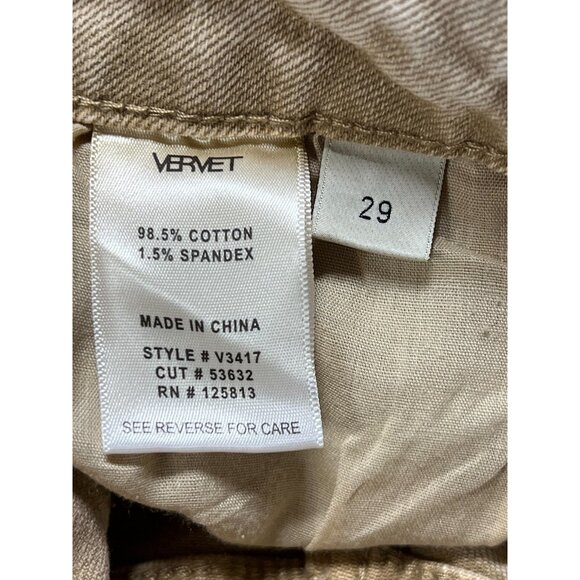 VERVET
98.5% COTTON
1.5% SPANDEX
MADE IN CHINA
STYLE # V3417
CUT # 53632
RN # 125813
SEE REVERSE FOR CARE
29